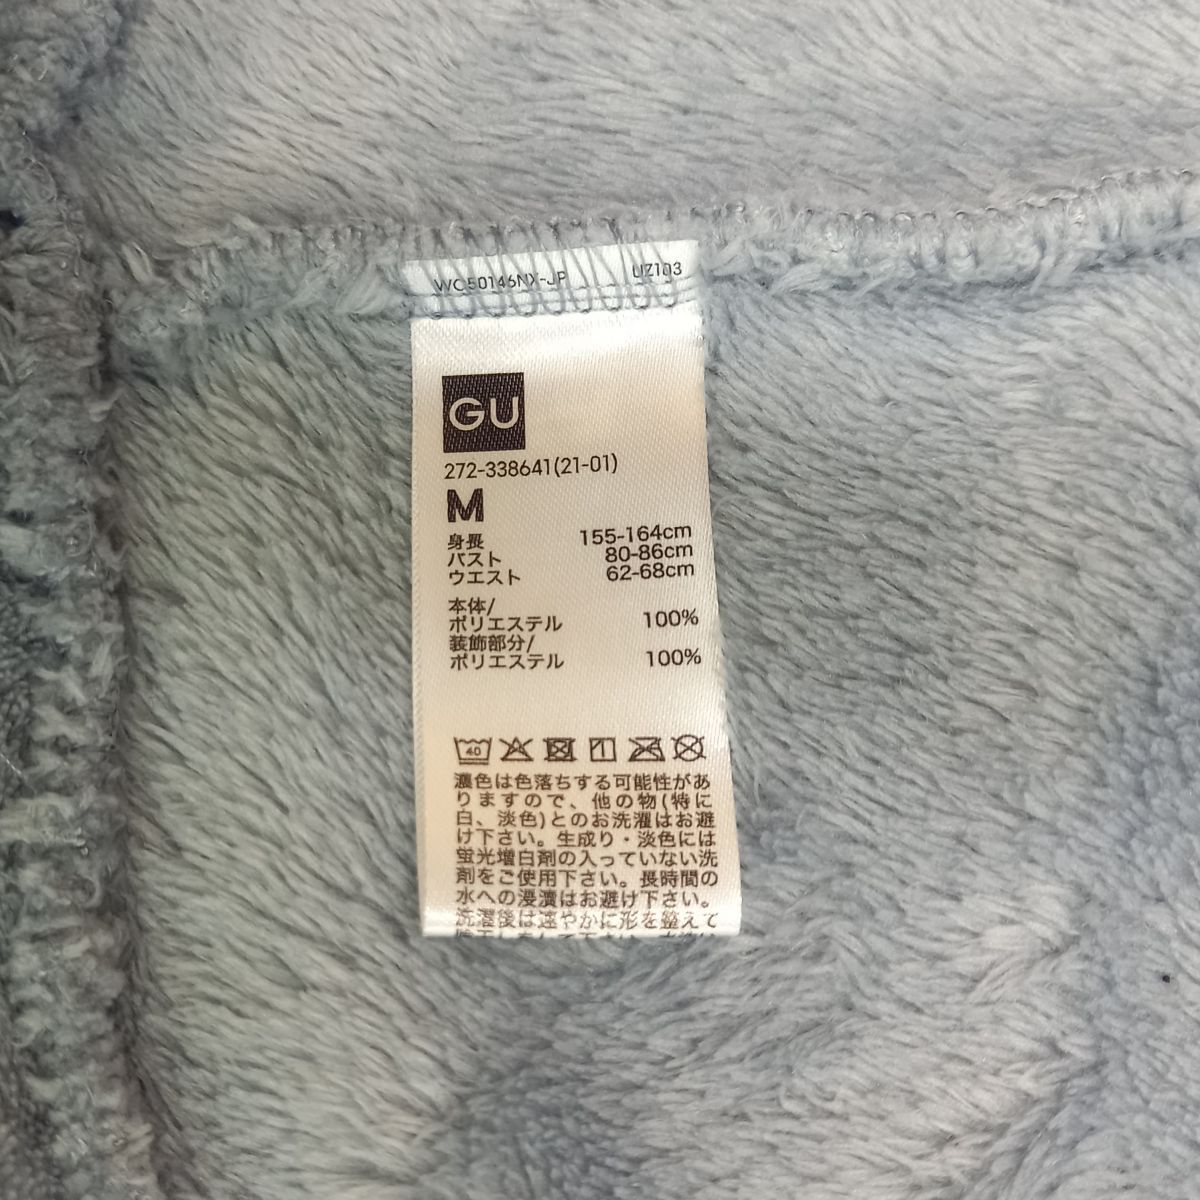 WC50146NX-JP UZ103
GU
272-338641(21-01)
M
身長 155-164cm
バスト 80-86cm
ウエスト 62-68cm
本体/
ポリエステル 100%
装飾部分/
ポリエステル 100%
40
濃色は色落ちする可能性があ
りますので、他の物(特に
白、淡色)とのお洗濯はお避
け下さい。生成り・淡色には
蛍光増白剤の入っていない洗
剤をご使用下さい。長時間の
水への浸漬はお避け下さい。
洗濯後は速やかに形を整えて